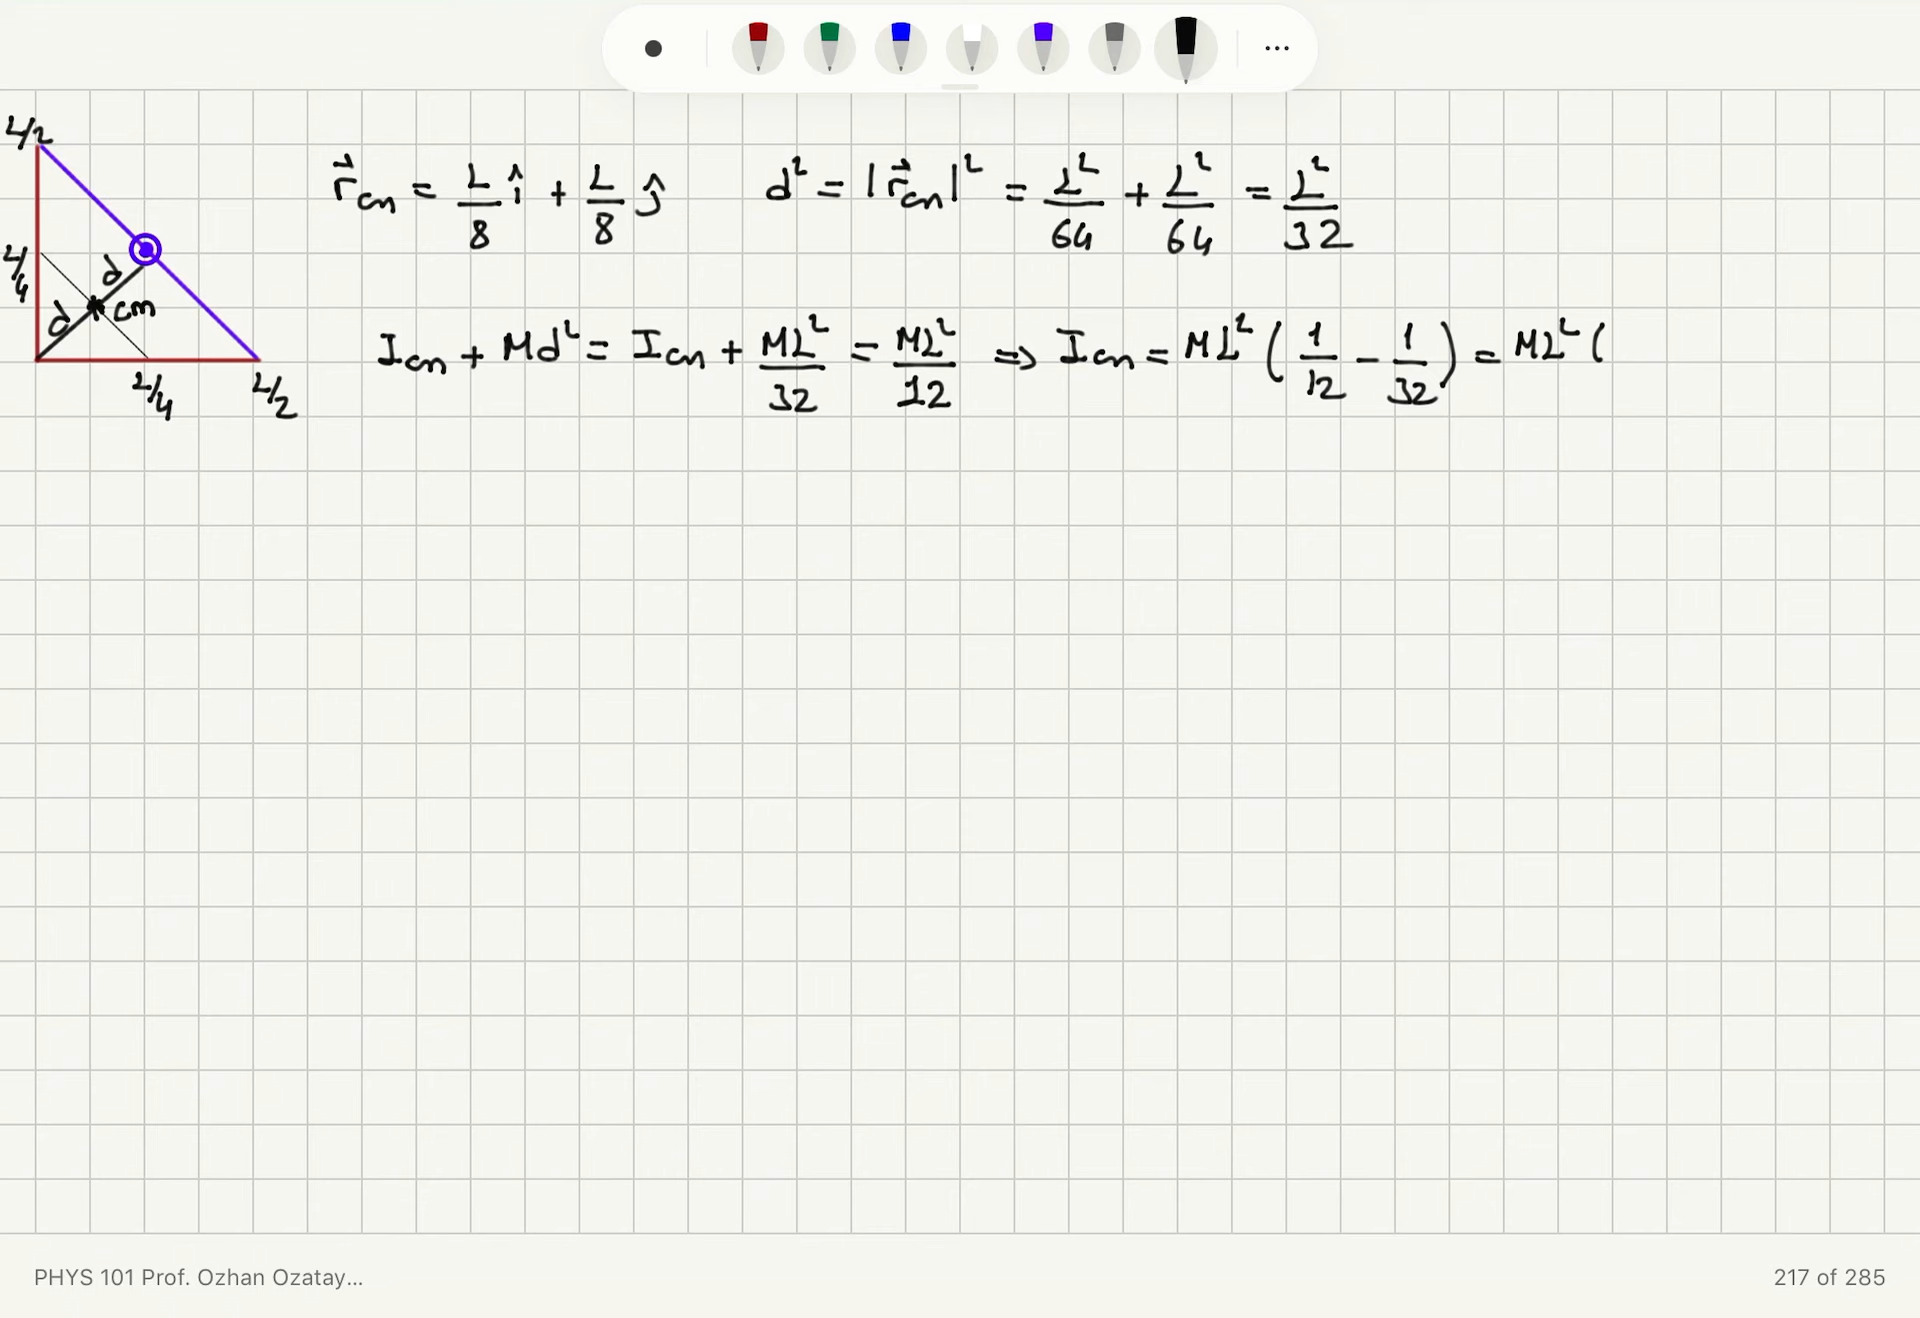 L/2
r⃗cm = L/8 î + L/8 ĵ    d² = |r⃗cm|² = L²/64 + L²/64 = L²/32
L/4
d
d
cm
Icm + Md² = Icm + ML²/32 = ML²/12 ⇒ Icm = ML² (1/12 − 1/32) = ML² (
L/4
L/2
PHYS 101 Prof. Ozhan Ozatay...
217 of 285